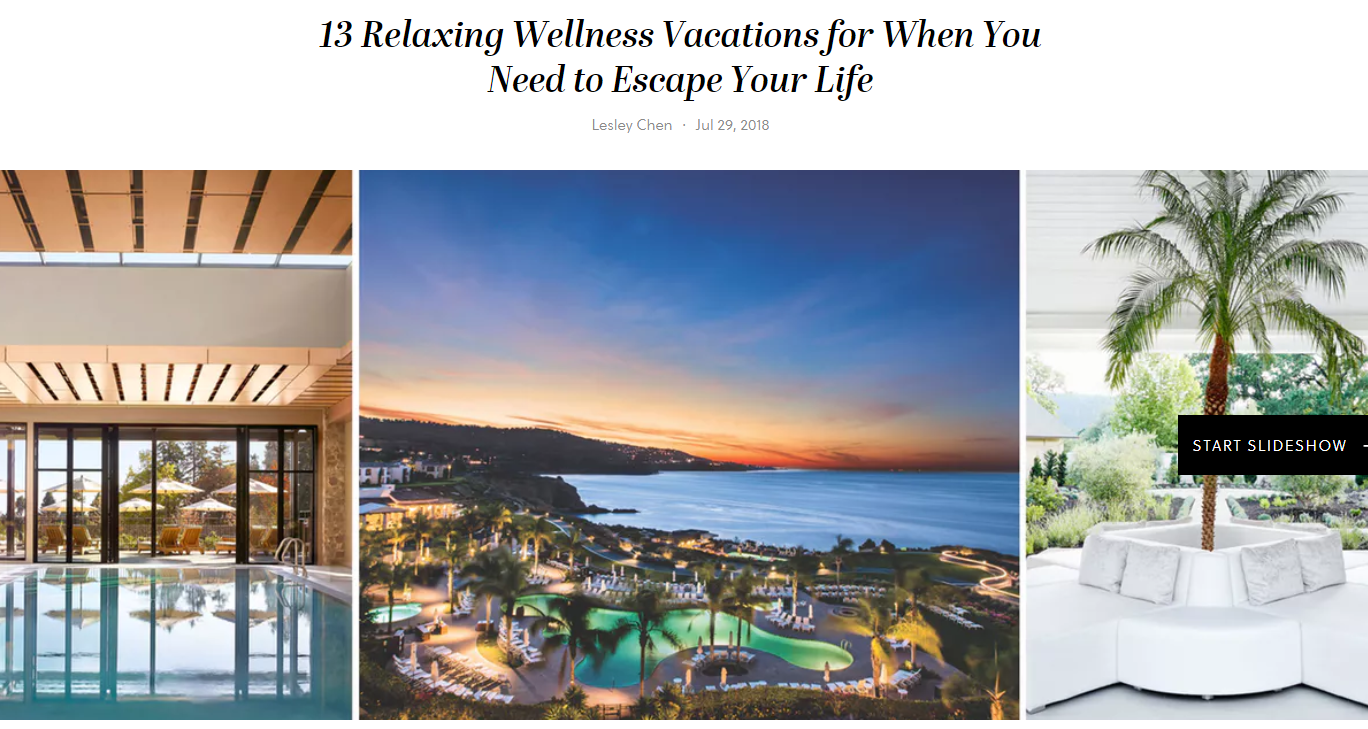 13 Relaxing Wellness Vacations for When You
Need to Escape Your Life
Lesley Chen · Jul 29, 2018
START SLIDESHOW